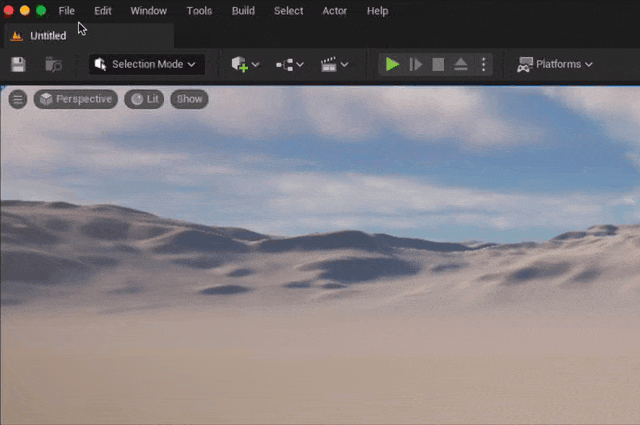 File Edit Window Tools Build Select Actor Help
Untitled
Selection Mode Platforms
Perspective Lit Show